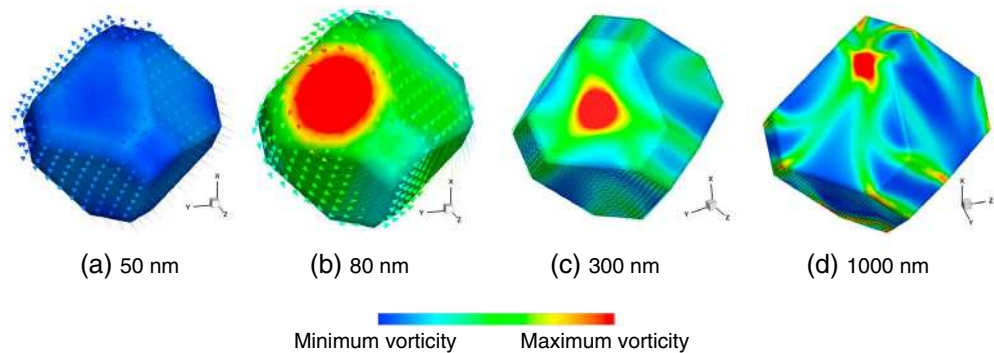 X
Y
Z
X
Y
Z
X
Y
Z
X
Z
Y
(a) 50 nm
(b) 80 nm
(c) 300 nm
(d) 1000 nm
Minimum vorticity
Maximum vorticity